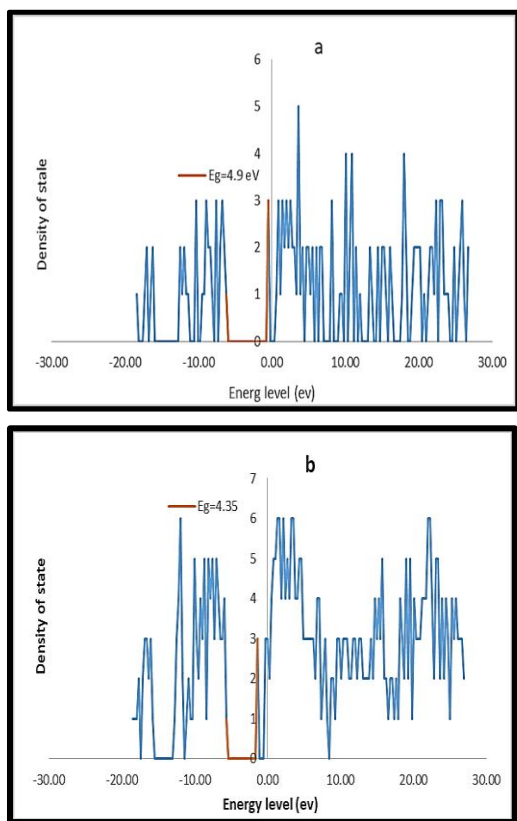 a
6
5
4
Eg=4.9 eV
3
2
1
0
Density of stale
-30.00 -20.00 -10.00 0.00 10.00 20.00 30.00
Energ level (ev)
b
7
Eg=4.35
6
5
4
3
2
1
0
Density of state
-30.00 -20.00 -10.00 0.00 10.00 20.00 30.00
Energy level (ev)